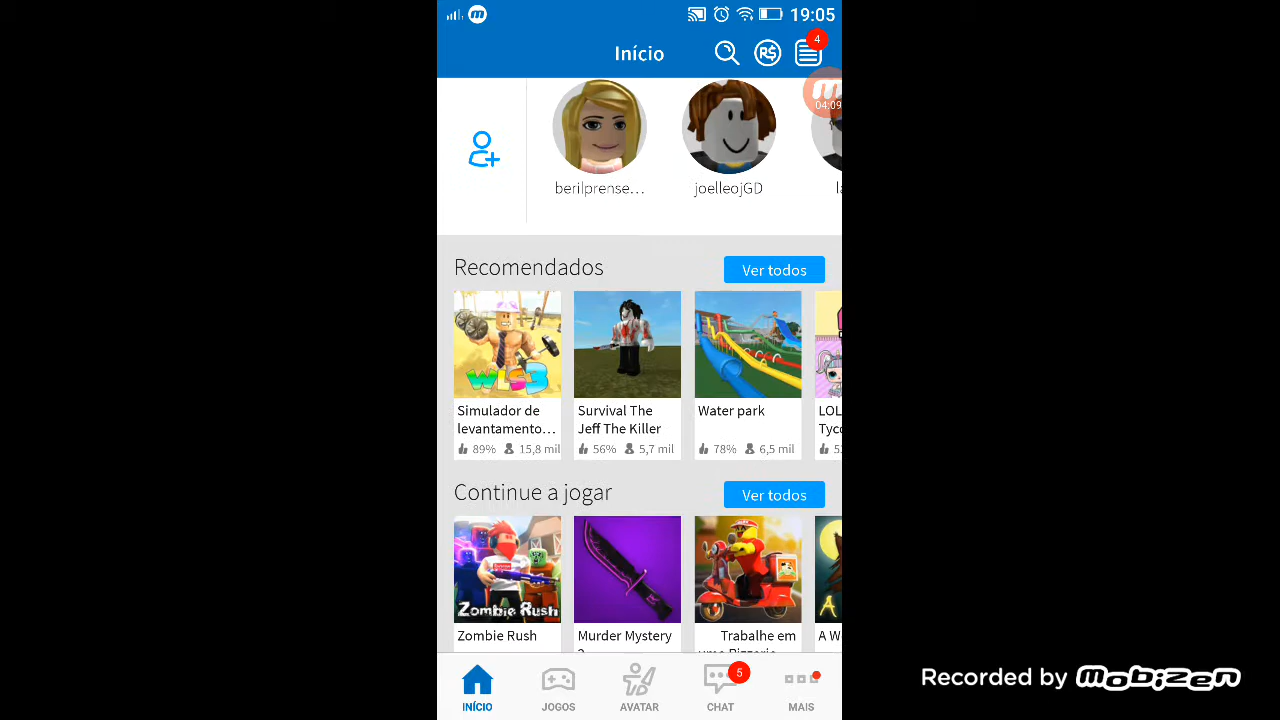 19:05
Início
R$
4
04:09
berilprense...
joelleojGD
Recomendados
Ver todos
WLS3
Simulador de
levantamento...
89% 15,8 mil
Survival The
Jeff The Killer
56% 5,7 mil
Water park
78% 6,5 mil
LOL
Continue a jogar
Ver todos
Zombie Rush
Zombie Rush
Murder Mystery
Trabalhe em
A W
INÍCIO
JOGOS
AVATAR
5
CHAT
MAIS
Recorded by mobizen